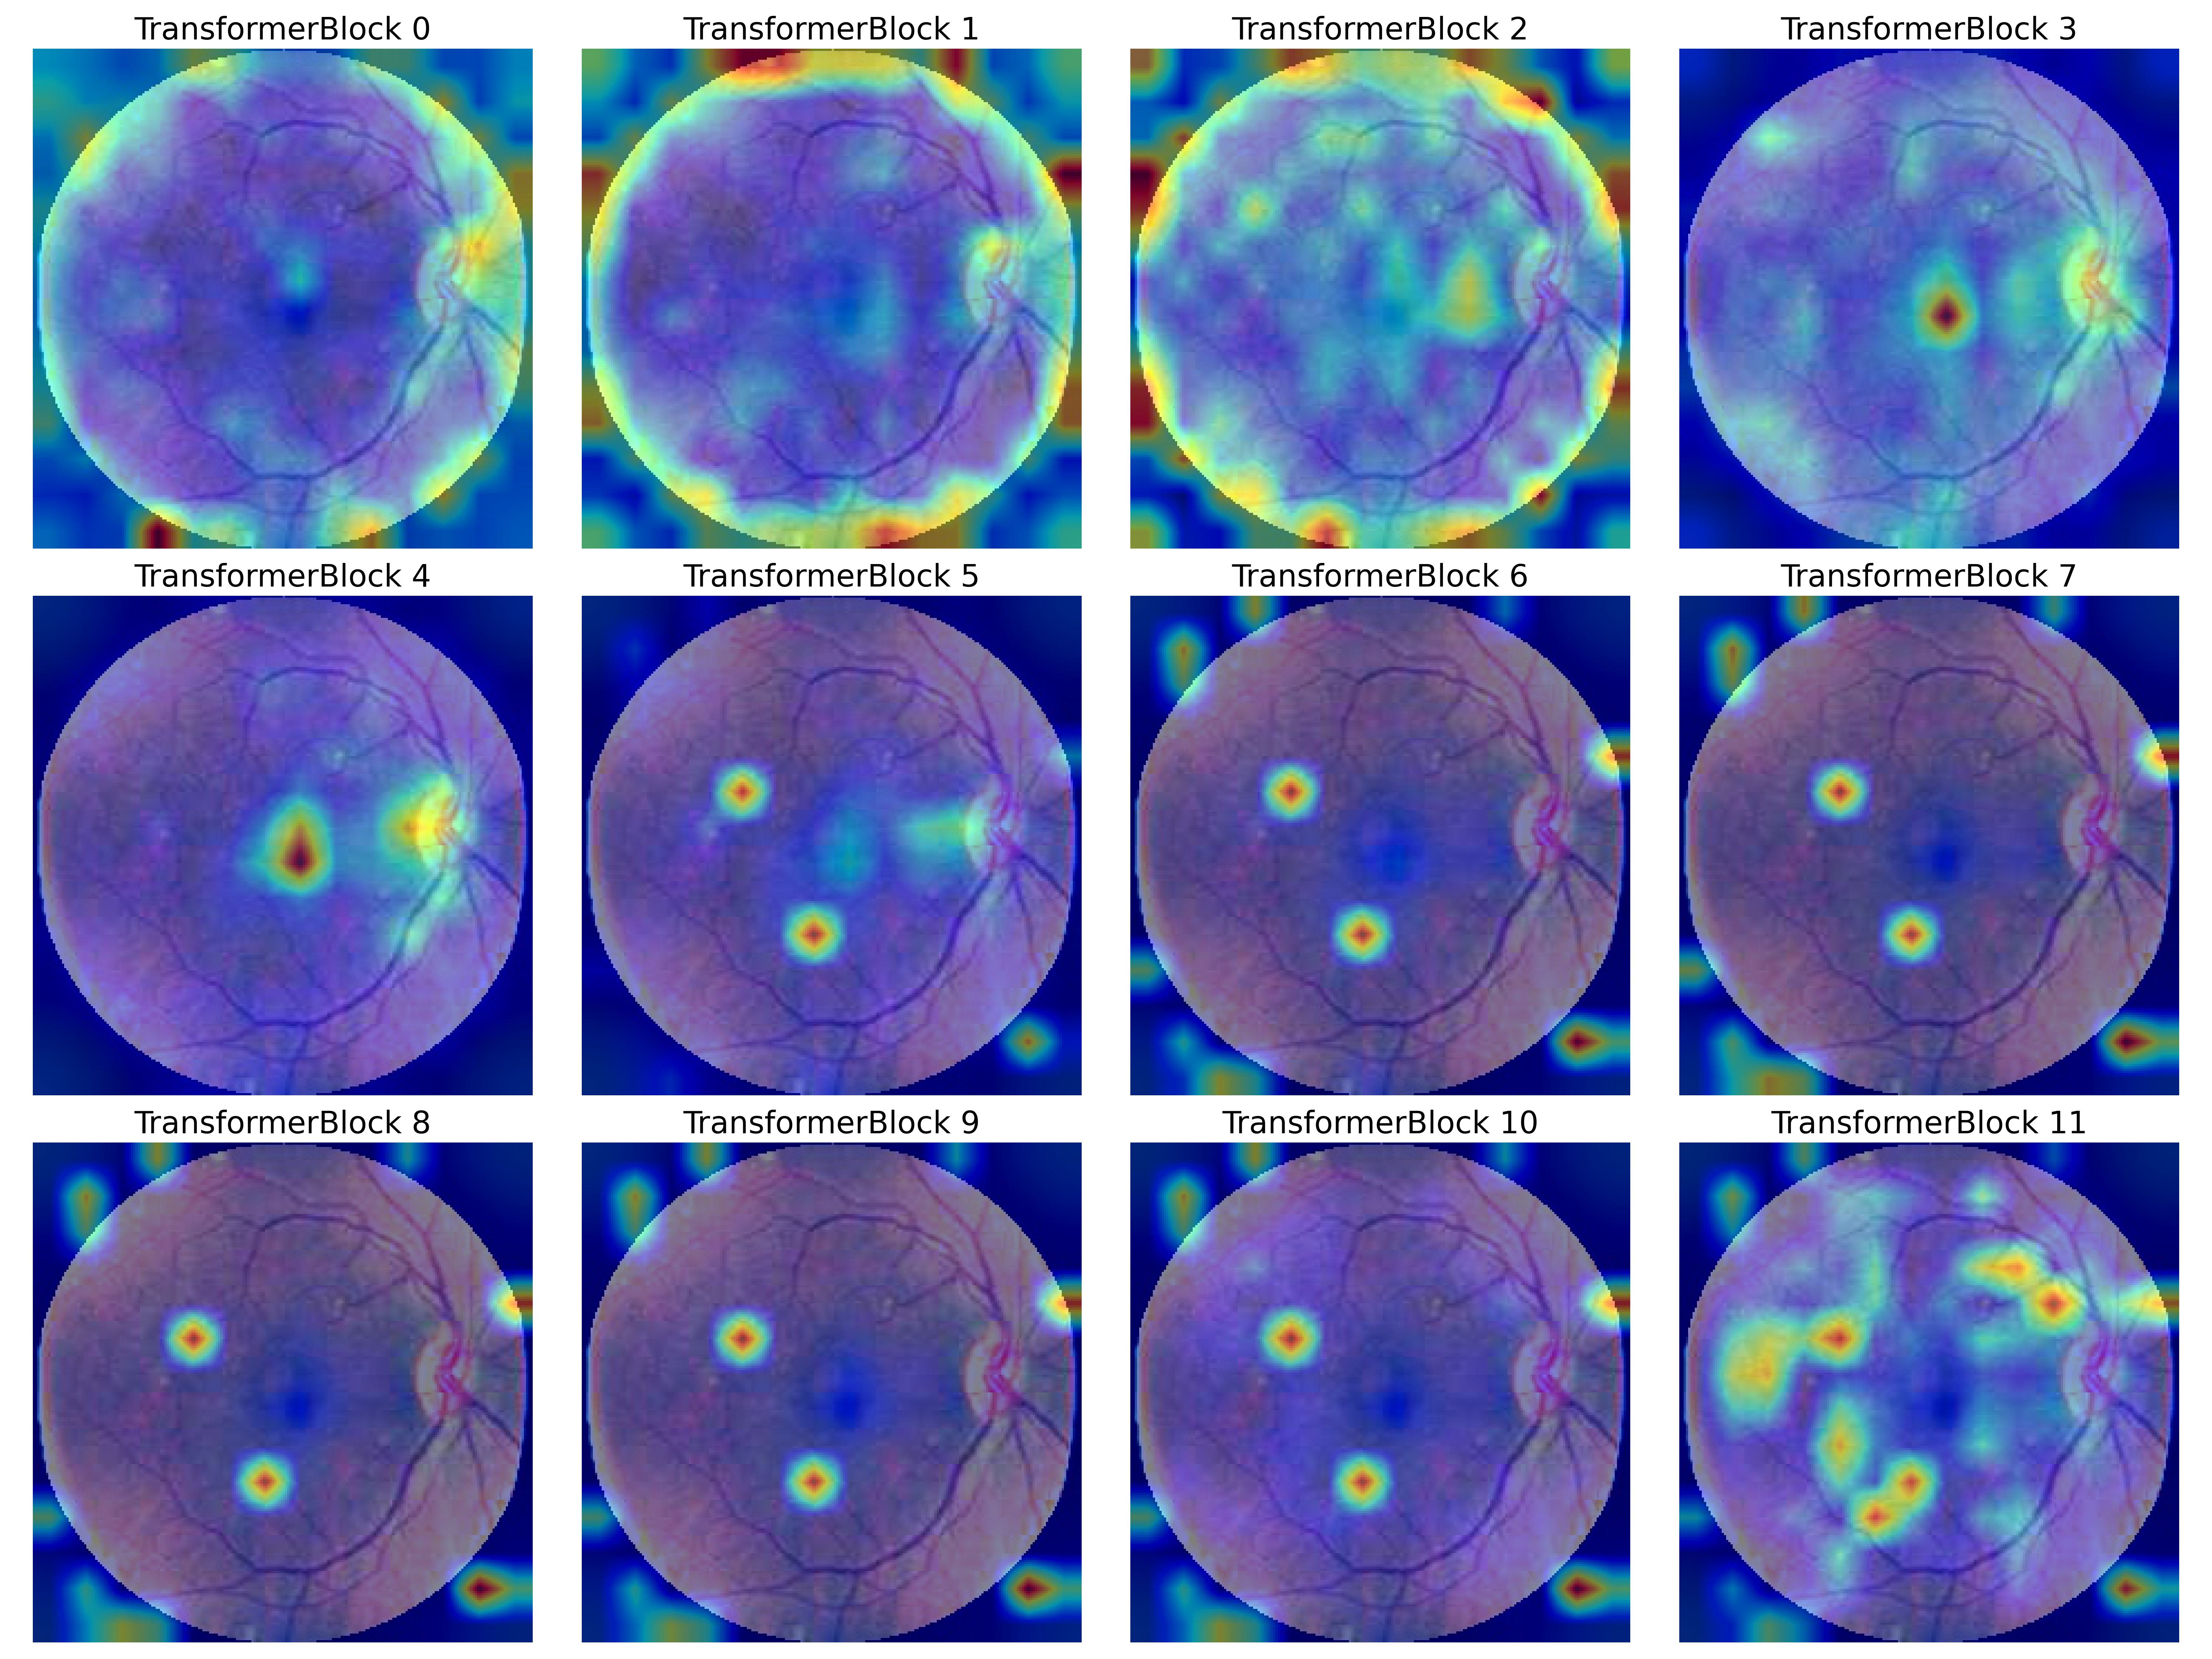 TransformerBlock 0
TransformerBlock 1
TransformerBlock 2
TransformerBlock 3
TransformerBlock 4
TransformerBlock 5
TransformerBlock 6
TransformerBlock 7
TransformerBlock 8
TransformerBlock 9
TransformerBlock 10
TransformerBlock 11